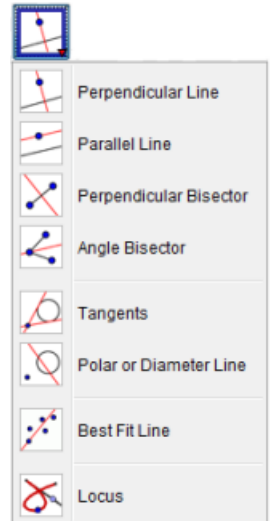 Perpendicular Line
Parallel Line
Perpendicular Bisector
Angle Bisector
Tangents
Polar or Diameter Line
Best Fit Line
Locus